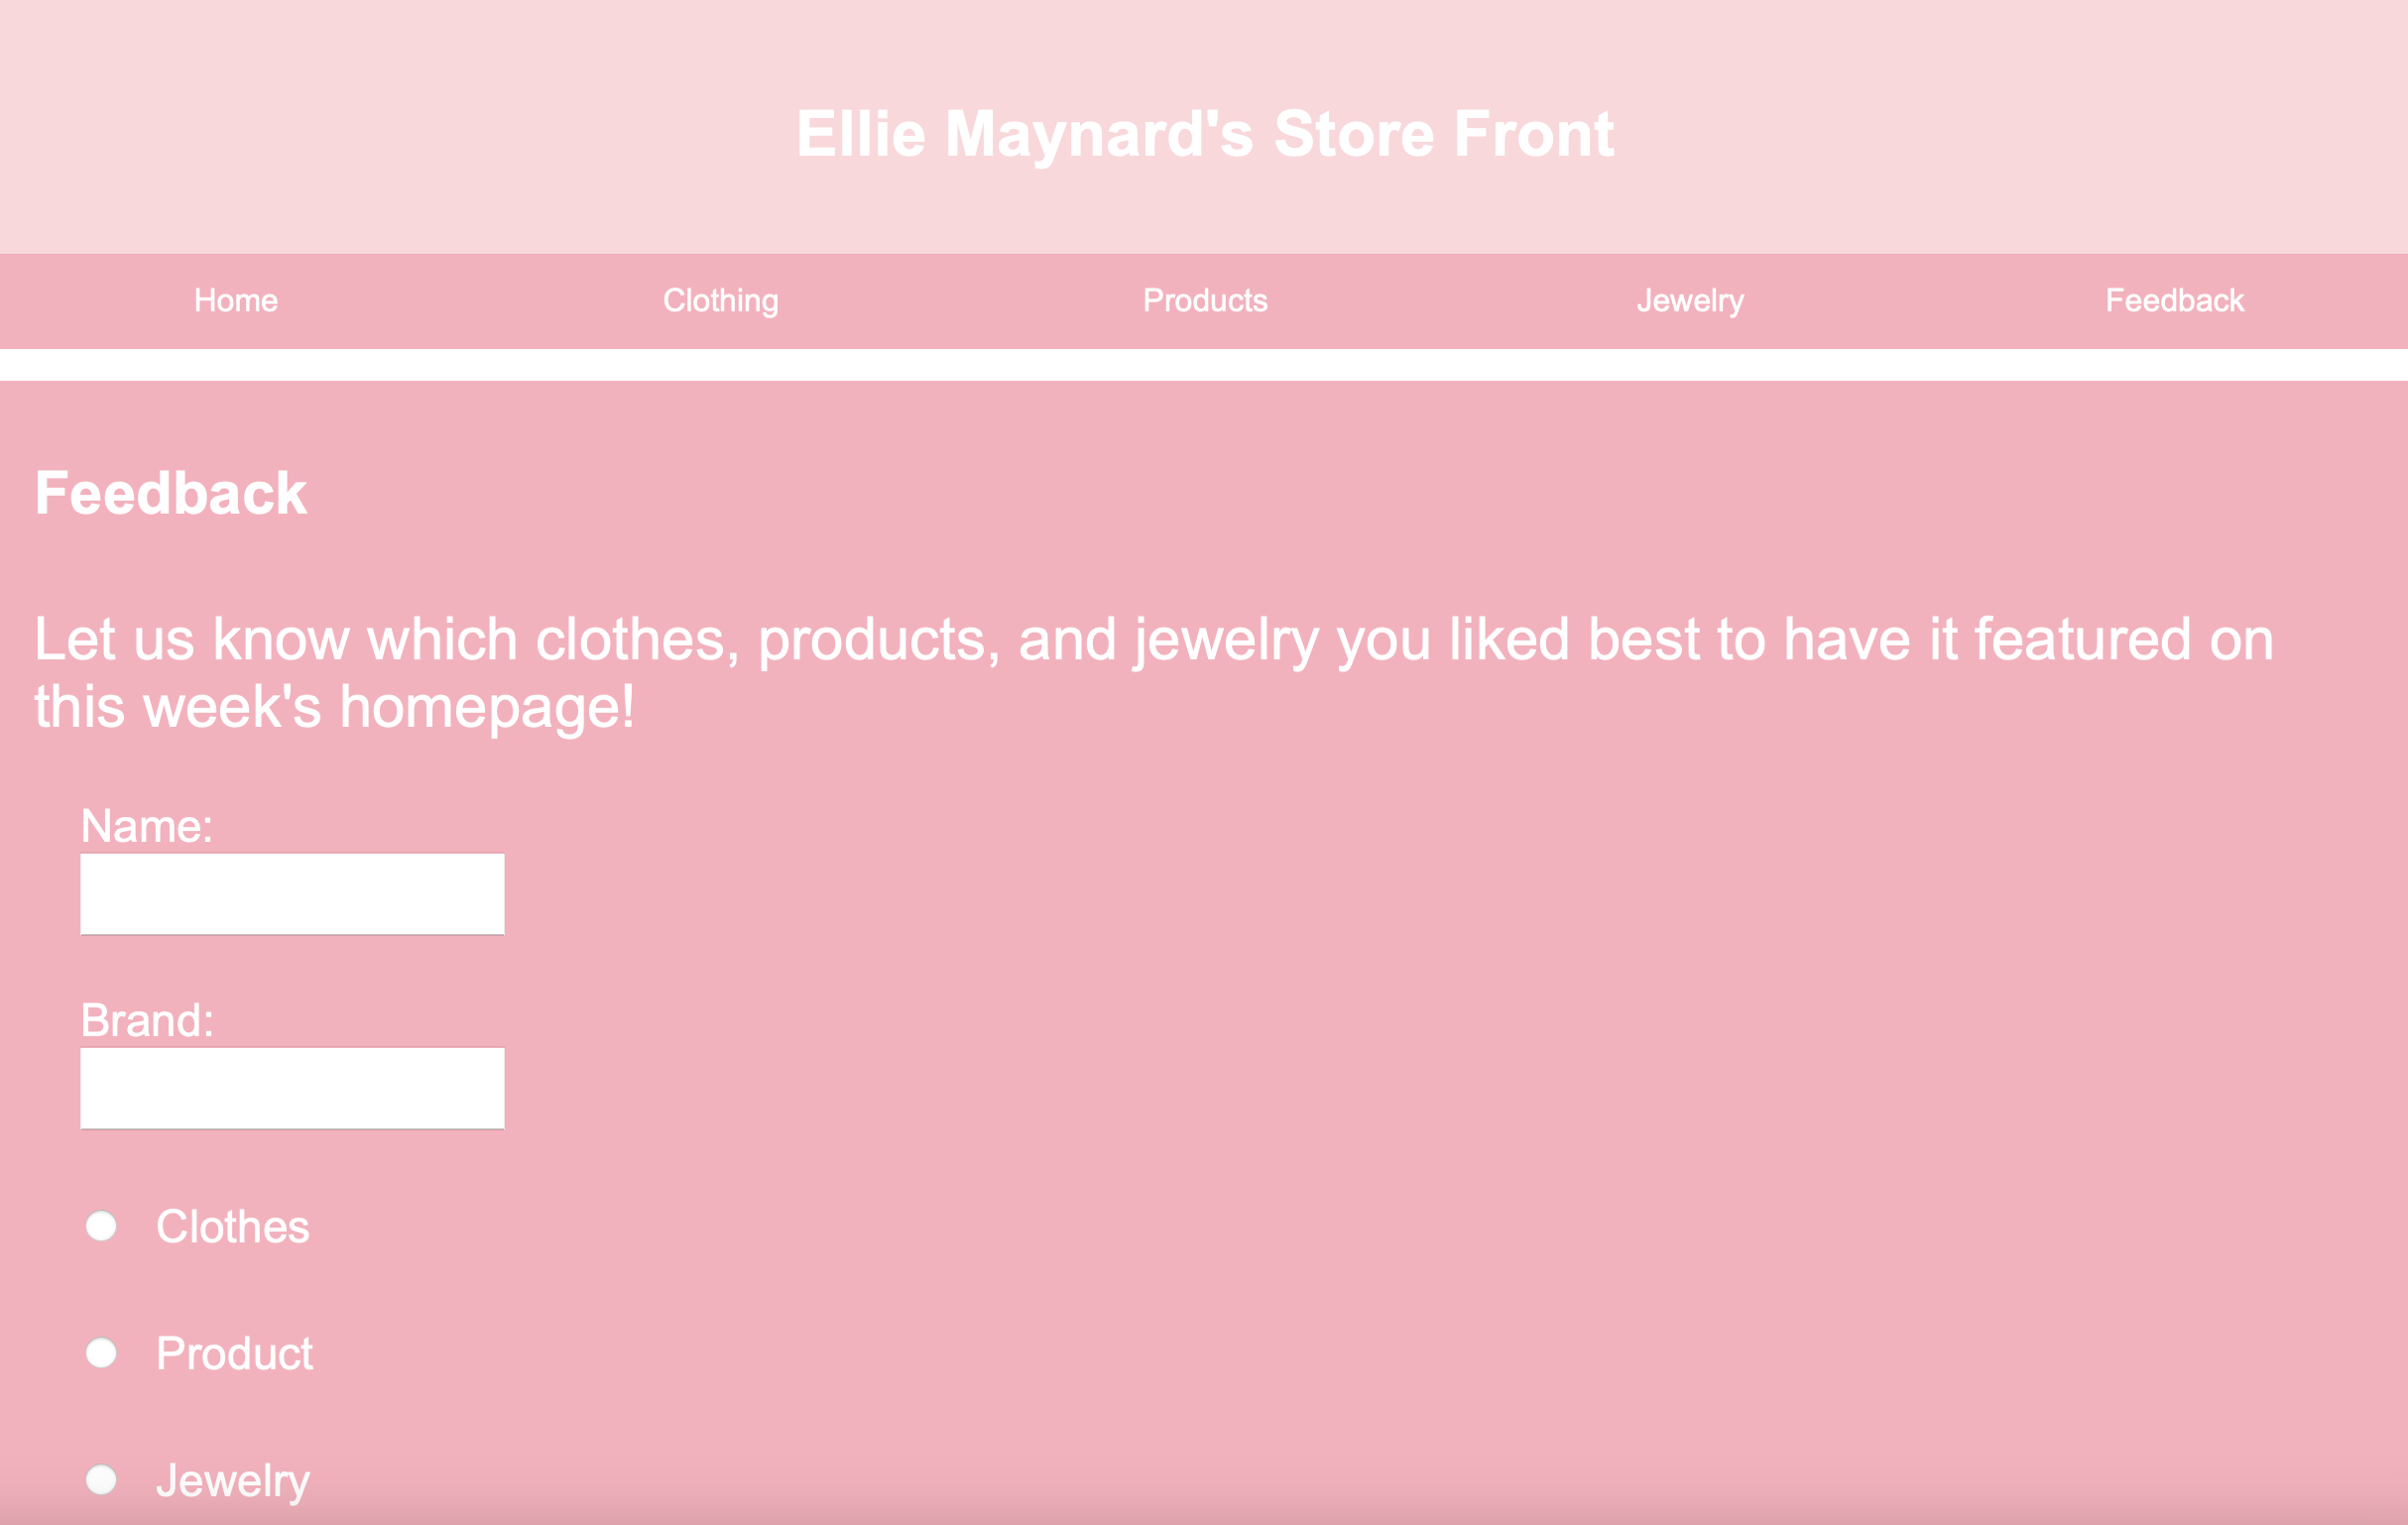 Ellie Maynard's Store Front
Home Clothing Products Jewelry Feedback
Feedback
Let us know which clothes, products, and jewelry you liked best to have it featured on
this week's homepage!
Name:
Brand:
Clothes
Product
Jewelry